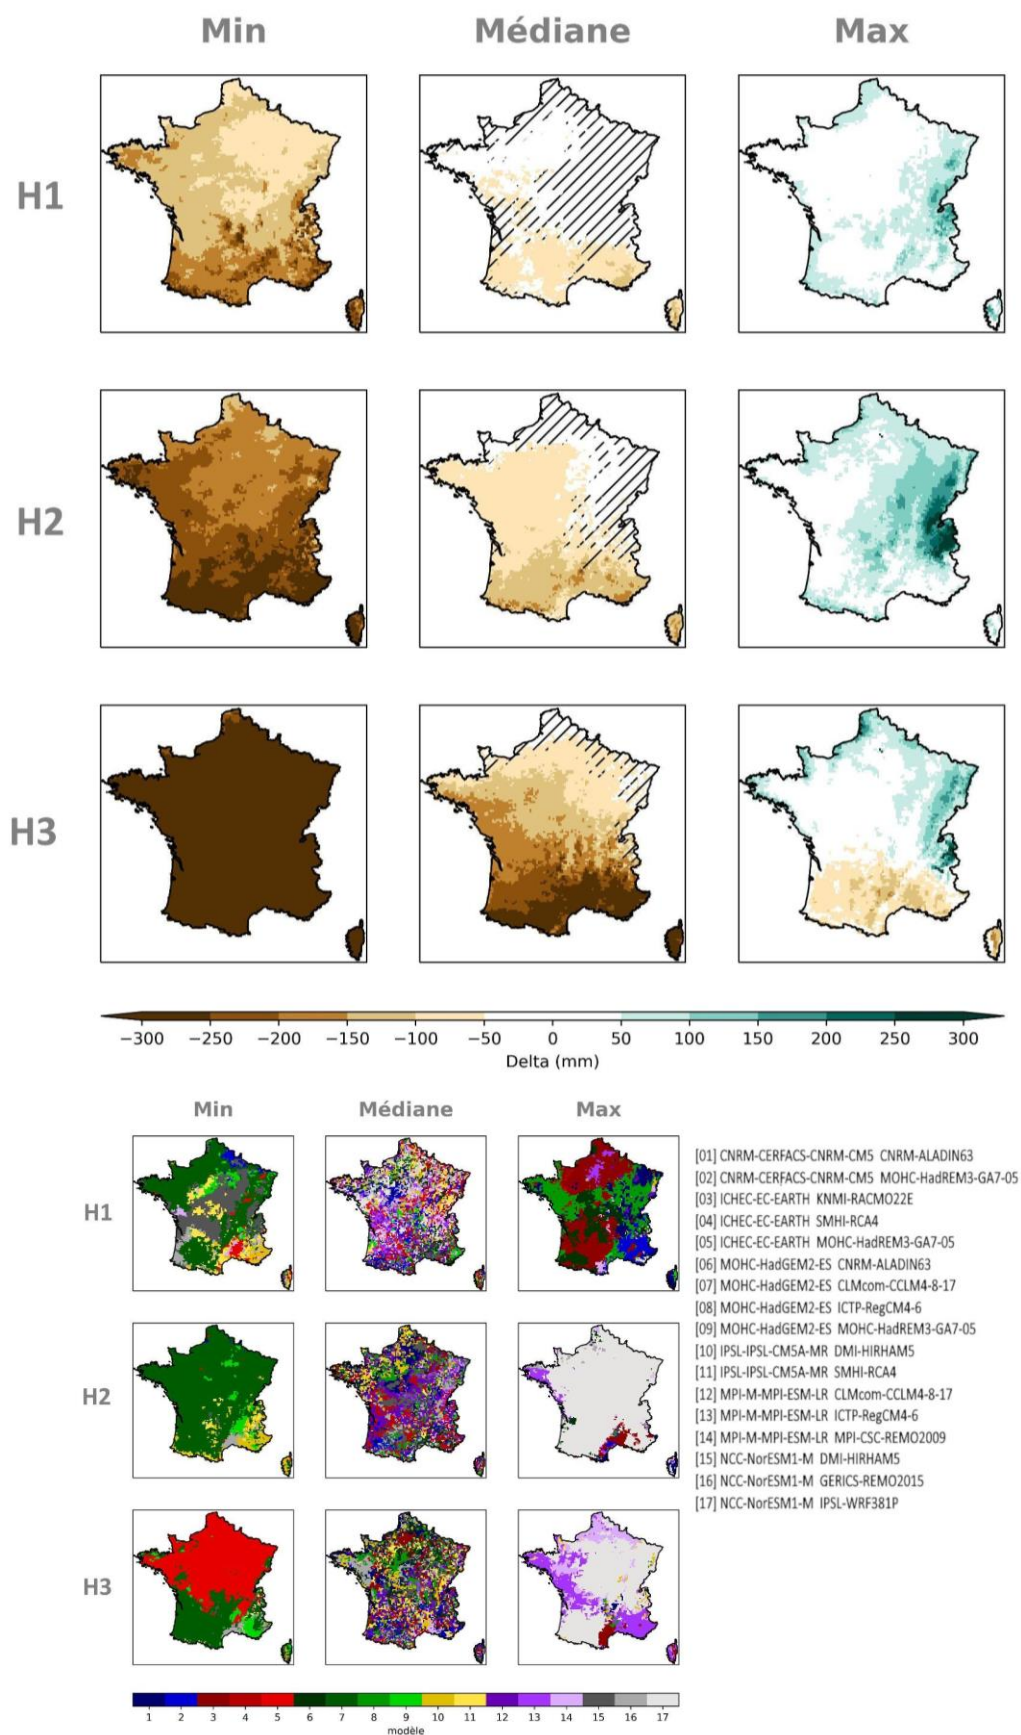 Min Médiane Max
H1
H2
H3
−300 −250 −200 −150 −100 −50 0 50 100 150 200 250 300
Delta (mm)
Min Médiane Max
H1
H2
H3
[01] CNRM-CERFACS-CNRM-CM5 CNRM-ALADIN63
[02] CNRM-CERFACS-CNRM-CM5 MOHC-HadREM3-GA7-05
[03] ICHEC-EC-EARTH KNMI-RACMO22E
[04] ICHEC-EC-EARTH SMHI-RCA4
[05] ICHEC-EC-EARTH MOHC-HadREM3-GA7-05
[06] MOHC-HadGEM2-ES CNRM-ALADIN63
[07] MOHC-HadGEM2-ES CLMcom-CCLM4-8-17
[08] MOHC-HadGEM2-ES ICTP-RegCM4-6
[09] MOHC-HadGEM2-ES MOHC-HadREM3-GA7-05
[10] IPSL-IPSL-CM5A-MR DMI-HIRHAM5
[11] IPSL-IPSL-CM5A-MR SMHI-RCA4
[12] MPI-M-MPI-ESM-LR CLMcom-CCLM4-8-17
[13] MPI-M-MPI-ESM-LR ICTP-RegCM4-6
[14] MPI-M-MPI-ESM-LR MPI-CSC-REMO2009
[15] NCC-NorESM1-M DMI-HIRHAM5
[16] NCC-NorESM1-M GERICS-REMO2015
[17] NCC-NorESM1-M IPSL-WRF381P
1 2 3 4 5 6 7 8 9 10 11 12 13 14 15 16 17
modèle